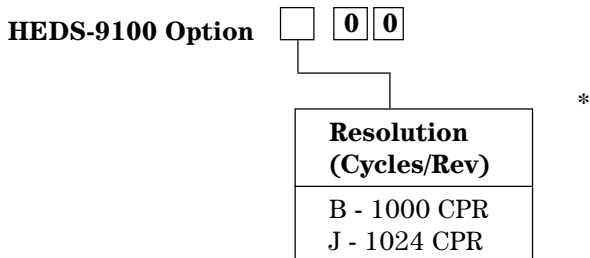 HEDS-9100 Option 0 0
*
Resolution
(Cycles/Rev)
B - 1000 CPR
J - 1024 CPR